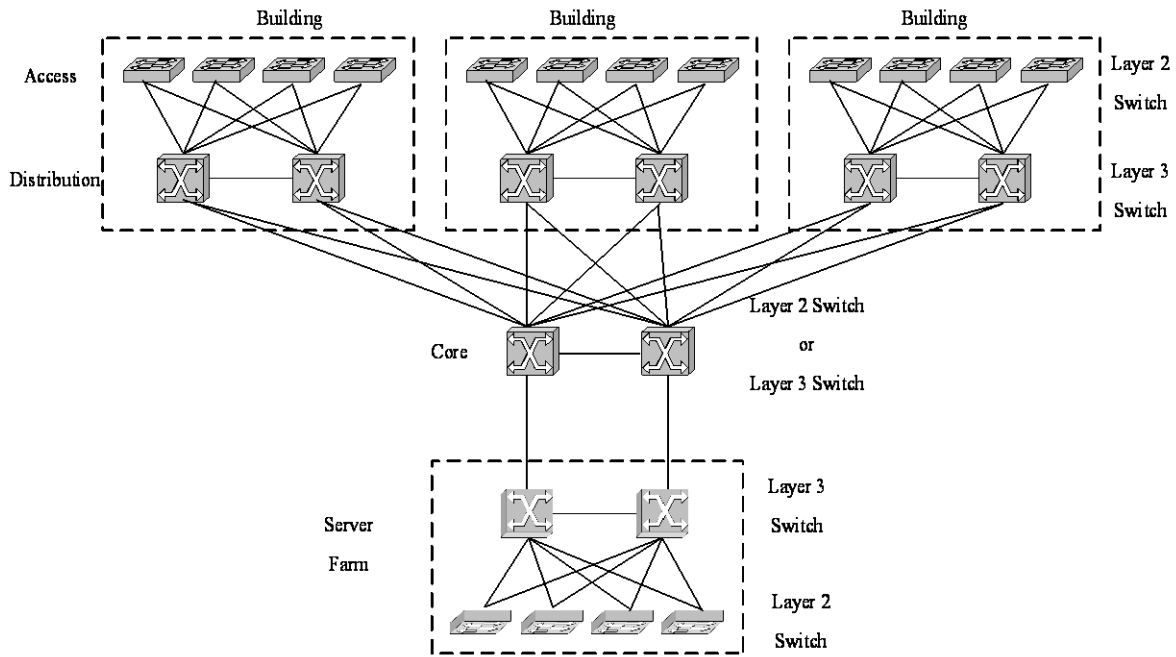 Building
Building
Building
Access
Layer 2
Switch
Distribution
Layer 3
Switch
Core
Layer 2 Switch
or
Layer 3 Switch
Server
Farm
Layer 3
Switch
Layer 2
Switch